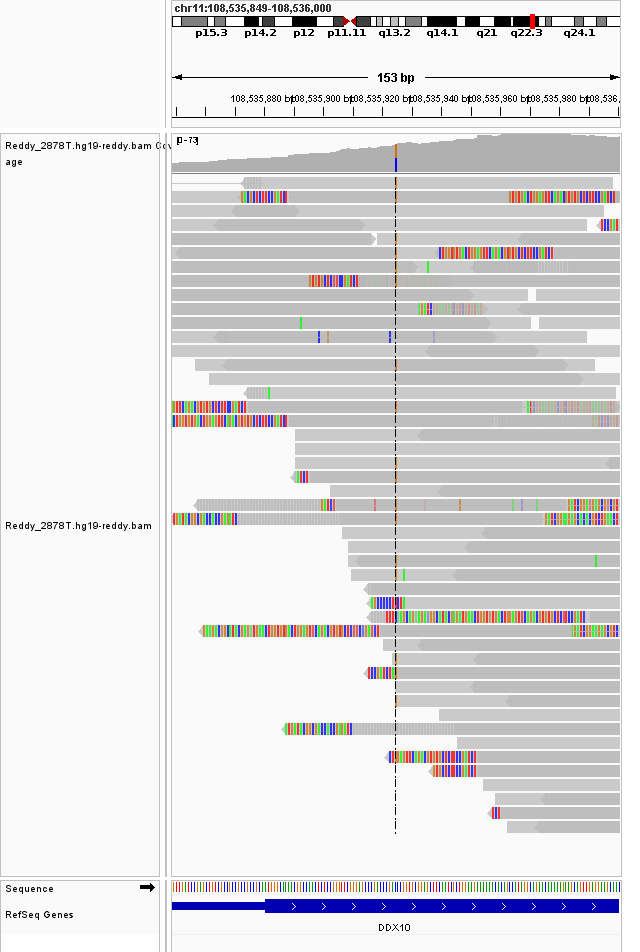 chr11:108,535,849-108,536,000
p15.3 p14.2 p12 p11.11 q13.2 q14.1 q21 q22.3 q24.1
153 bp
108,535,880 bp 108,535,900 bp 108,535,920 bp 108,535,940 bp 108,535,960 bp 108,535,980 bp 108,536,
Reddy_2878T.hg19-reddy.bam
age
[0-73]
Reddy_2878T.hg19-reddy.bam
Sequence
RefSeq Genes
DDX10